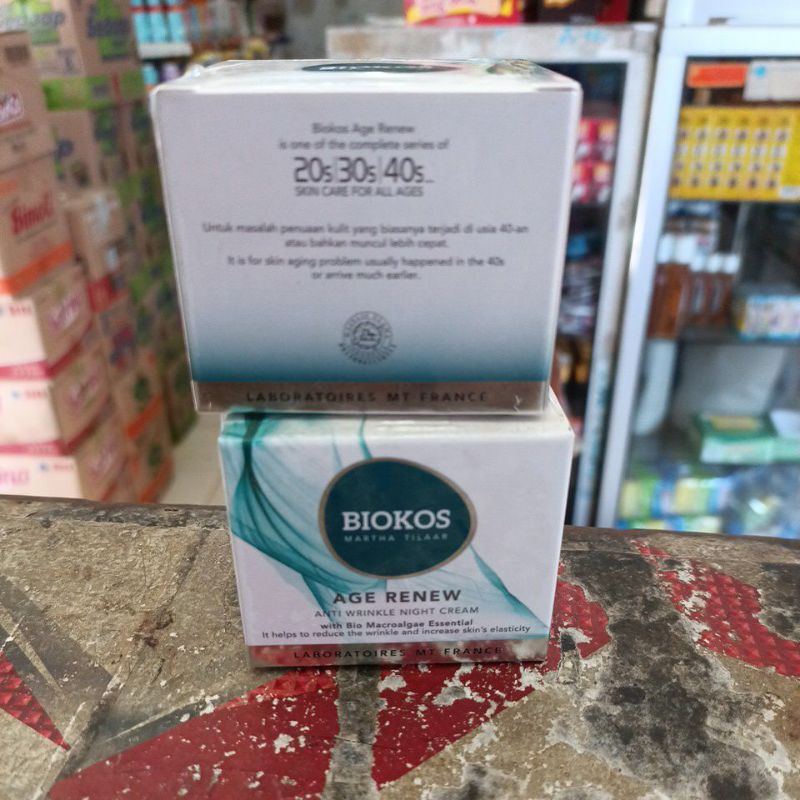 BIOKOS
Biokos Age Renew
is one of the complete series of
20s|30s|40s...
SKIN CARE FOR ALL AGES
Untuk masalah penuaan kulit yang biasanya terjadi di usia 40-an
atau bahkan muncul lebih cepat.
It is for skin aging problem usually happened in the 40s
or arrive much earlier.
LABORATOIRES MT-FRANCE
BIOKOS
MARTHA TILAAR
AGE RENEW
ANTI WRINKLE NIGHT CREAM
with Bio Macroalgae Essential
It helps to reduce the wrinkle and increase skin's elasticity
LABORATOIRES MT-FRANCE